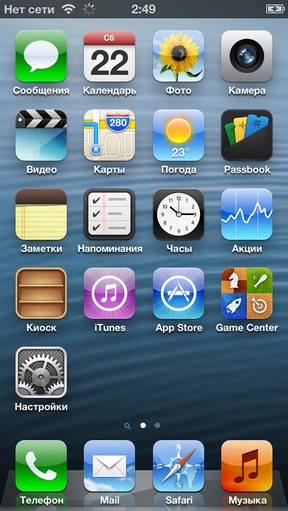 Нет сети 2:49
Сб
22
Сообщения Календарь Фото Камера
280
23°
Видео Карты Погода Passbook
Заметки Напоминания Часы Акции
Киоск iTunes App Store Game Center
Настройки
Телефон Mail Safari Музыка